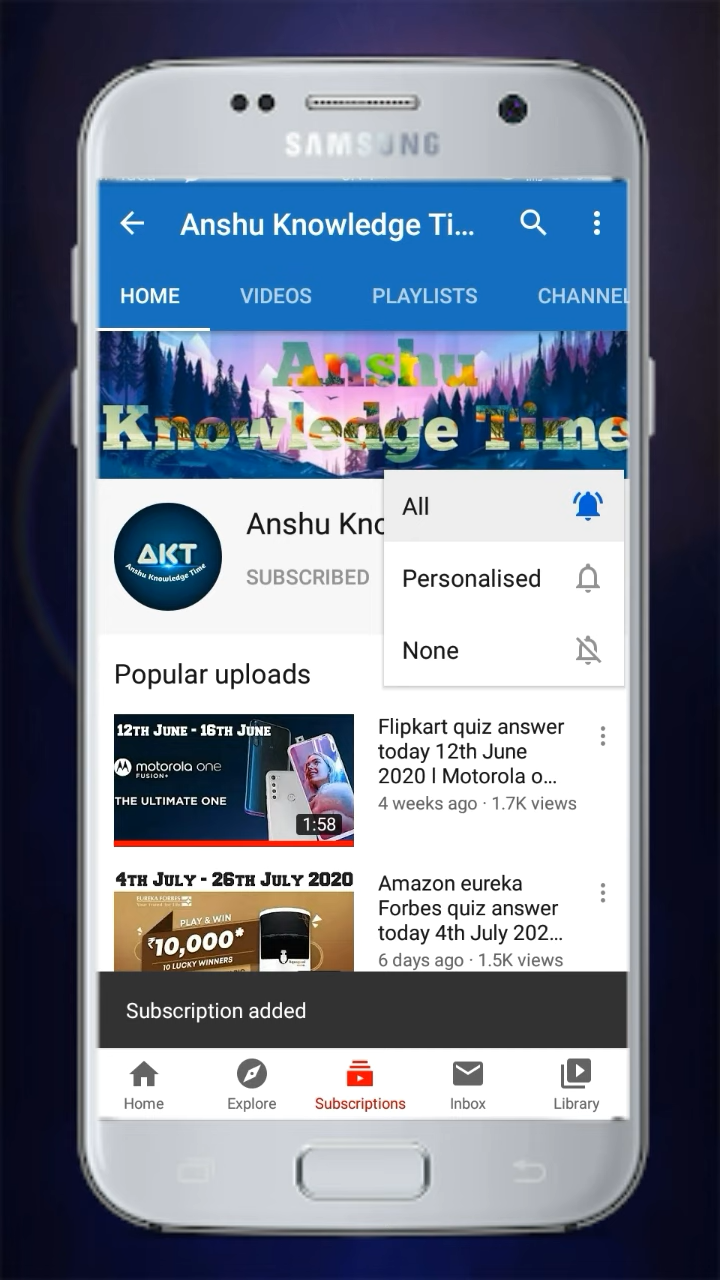 SAMSUNG
Anshu Knowledge Ti...
HOME VIDEOS PLAYLISTS CHANNEL
Anshu
Knowledge Time
All
Anshu Kno
AKT
Anshu Knowledge Time
SUBSCRIBED
Personalised
None
Popular uploads
12TH JUNE - 16TH JUNE
motorola one
FUSION+
THE ULTIMATE ONE
1:58
Flipkart quiz answer
today 12th June
2020 l Motorola o...
4 weeks ago · 1.7K views
4TH JULY - 26TH JULY 2020
EUREKA FORBES
PLAY & WIN
₹10,000*
10 LUCKY WINNERS
Amazon eureka
Forbes quiz answer
today 4th July 202...
6 days ago · 1.5K views
Subscription added
Home Explore Subscriptions Inbox Library